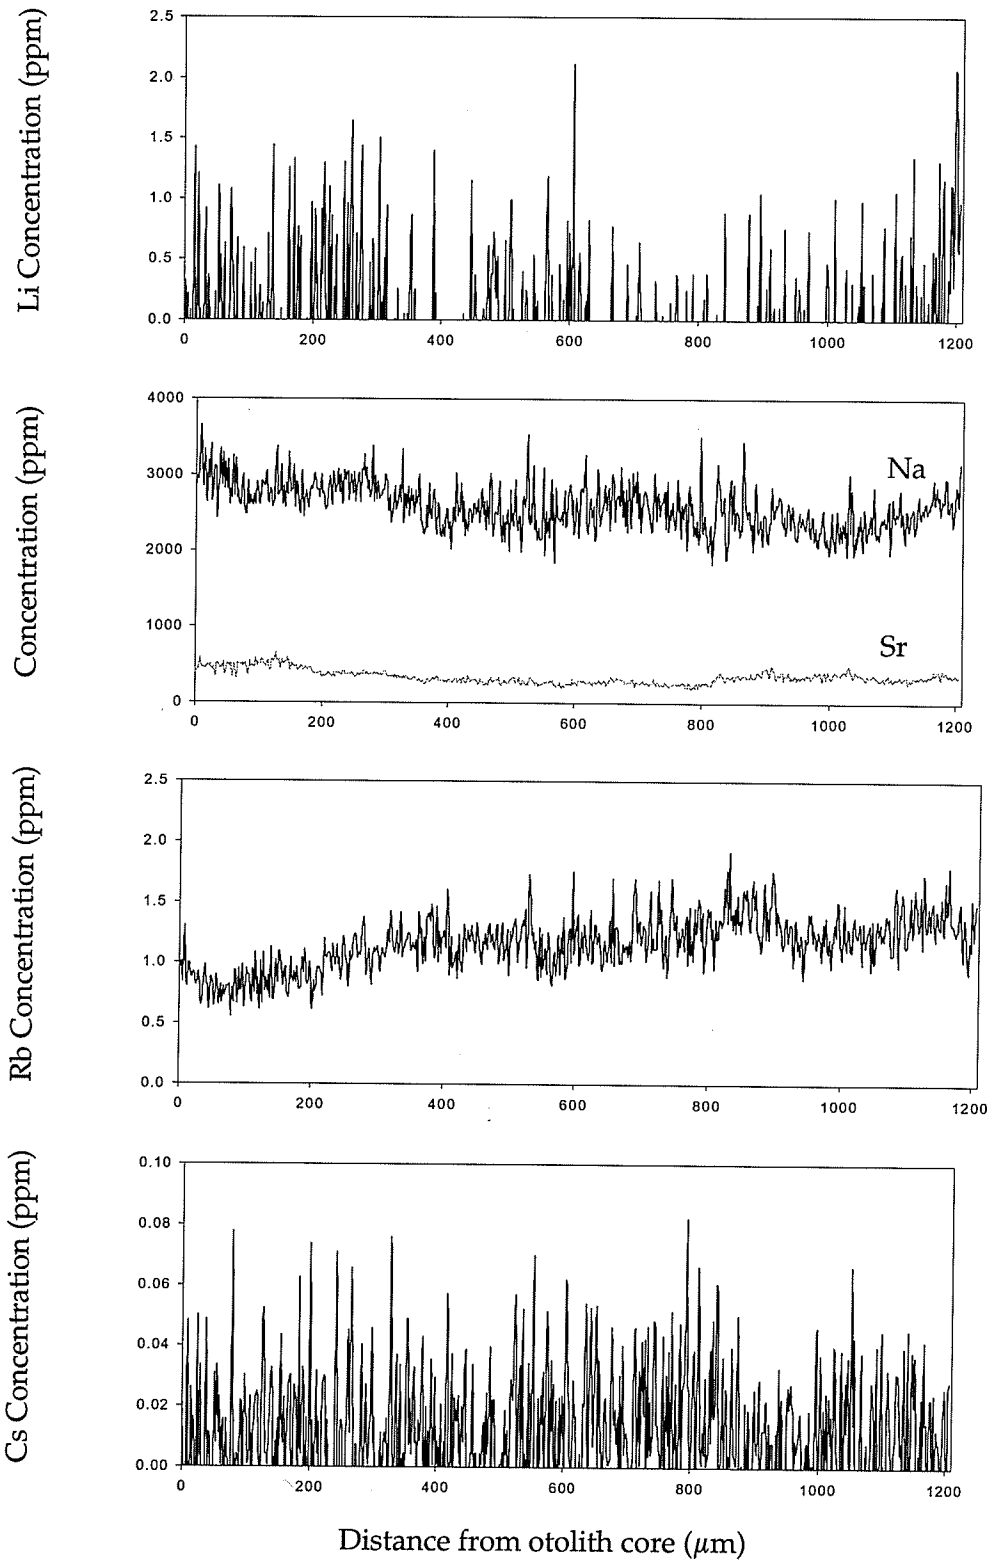 Li Concentration (ppm)
2.5
2.0
1.5
1.0
0.5
0.0
0 200 400 600 800 1000 1200
Concentration (ppm)
4000
3000
2000
1000
0
Na
Sr
0 200 400 600 800 1000 1200
Rb Concentration (ppm)
2.5
2.0
1.5
1.0
0.5
0.0
0 200 400 600 800 1000 1200
Cs Concentration (ppm)
0.10
0.08
0.06
0.04
0.02
0.00
0 200 400 600 800 1000 1200
Distance from otolith core (μm)